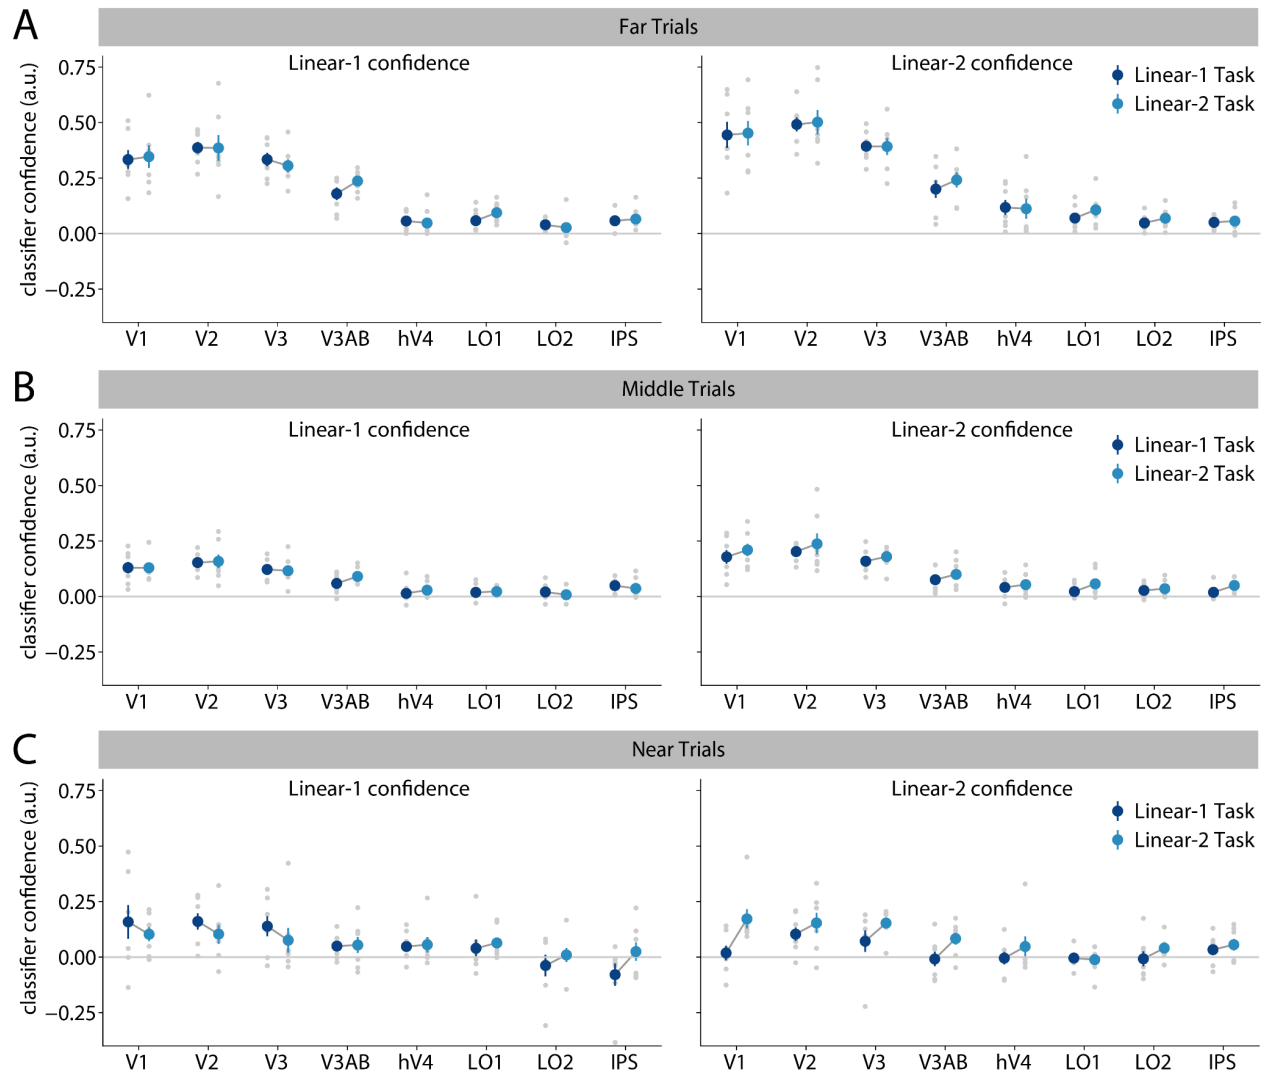 A
Far Trials
Linear-1 confidence
Linear-2 confidence
Linear-1 Task
Linear-2 Task
classifier confidence (a.u.)
0.75
0.50
0.25
0.00
−0.25
V1 V2 V3 V3AB hV4 LO1 LO2 IPS
V1 V2 V3 V3AB hV4 LO1 LO2 IPS
B
Middle Trials
Linear-1 confidence
Linear-2 confidence
Linear-1 Task
Linear-2 Task
classifier confidence (a.u.)
0.75
0.50
0.25
0.00
−0.25
V1 V2 V3 V3AB hV4 LO1 LO2 IPS
V1 V2 V3 V3AB hV4 LO1 LO2 IPS
C
Near Trials
Linear-1 confidence
Linear-2 confidence
Linear-1 Task
Linear-2 Task
classifier confidence (a.u.)
0.75
0.50
0.25
0.00
−0.25
V1 V2 V3 V3AB hV4 LO1 LO2 IPS
V1 V2 V3 V3AB hV4 LO1 LO2 IPS